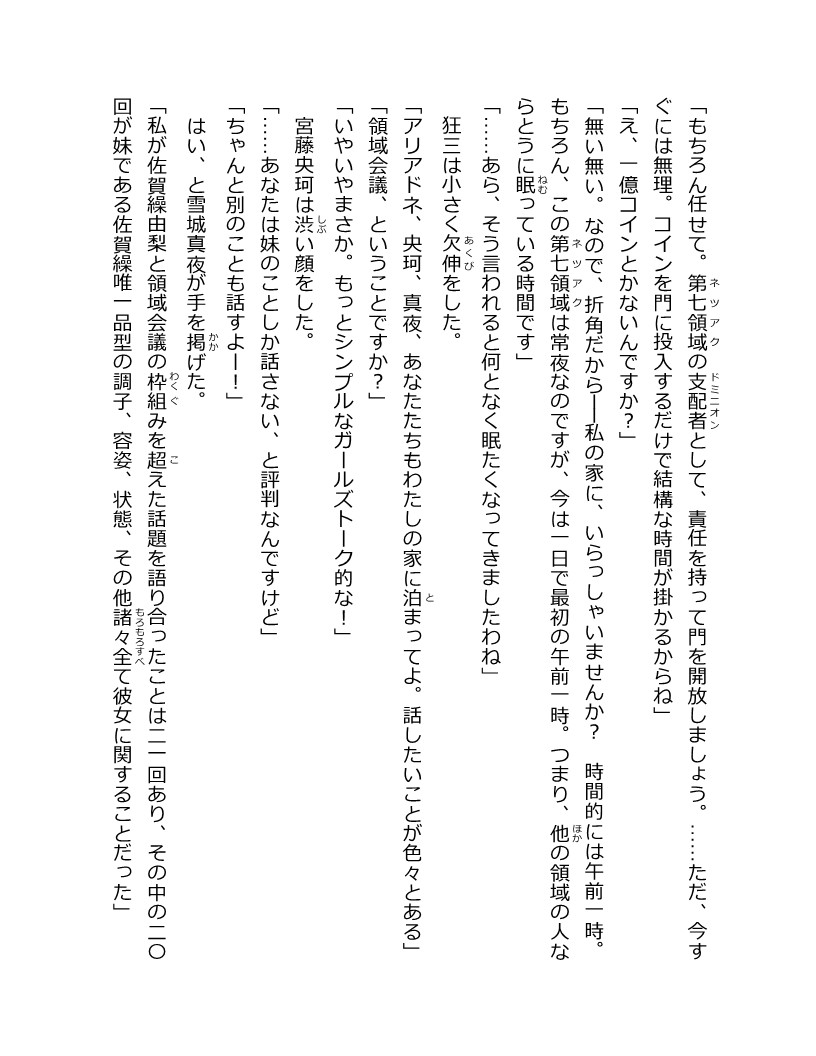 「もちろん任せて。第七領域の支配者として、責任を持って門を開放しましょう。……ただ、今す
ぐには無理。コインを門に投入するだけで結構な時間が掛かるからね」
「え、一億コインとかないんですか？」
「無い無い。なので、折角だから――私の家に、いらっしゃいませんか？　時間的には午前一時。
もちろん、この第七領域は常夜なのですが、今は一日で最初の午前一時。つまり、他の領域の人な
らとうに眠っている時間です」
「……あら、そう言われると何となく眠たくなってきましたわね」
狂三は小さく欠伸をした。
「アリアドネ、央珂、真夜、あなたたちもわたしの家に泊まってよ。話したいことが色々とある」
「領域会議、ということですか？」
「いやいやまさか。もっとシンプルなガールズトーク的な！」
宮藤央珂は渋い顔をした。
「……あなたは妹のことしか話さない、と評判なんですけど」
「ちゃんと別のことも話すよー！」
はい、と雪城真夜が手を掲げた。
「私が佐賀繰由梨と領域会議の枠組みを超えた話題を語り合ったことは二一回あり、その中の二〇
回が妹である佐賀繰唯一品型の調子、容姿、状態、その他諸々全て彼女に関することだった」